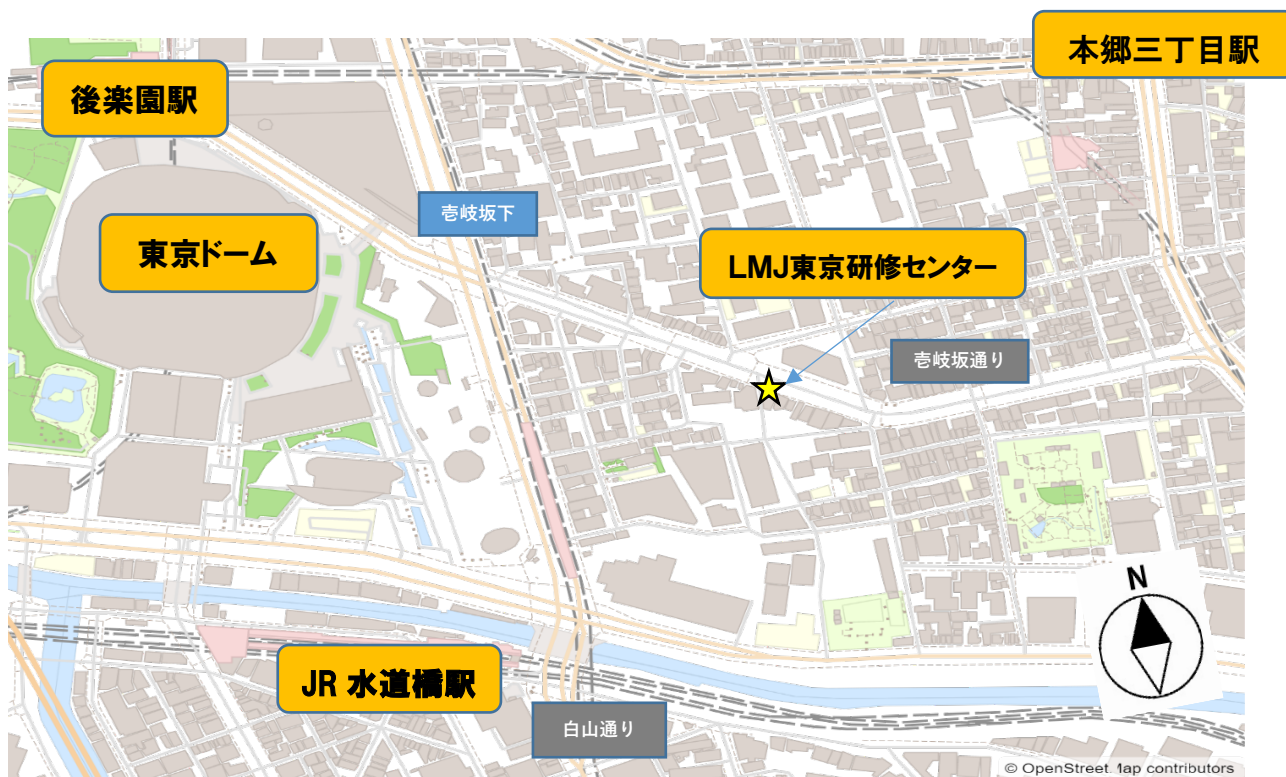 本郷三丁目駅
後楽園駅
壱岐坂下
東京ドーム
LMJ東京研修センター
壱岐坂通り
N
JR 水道橋駅
白山通り
© OpenStreet. 1ap contributors